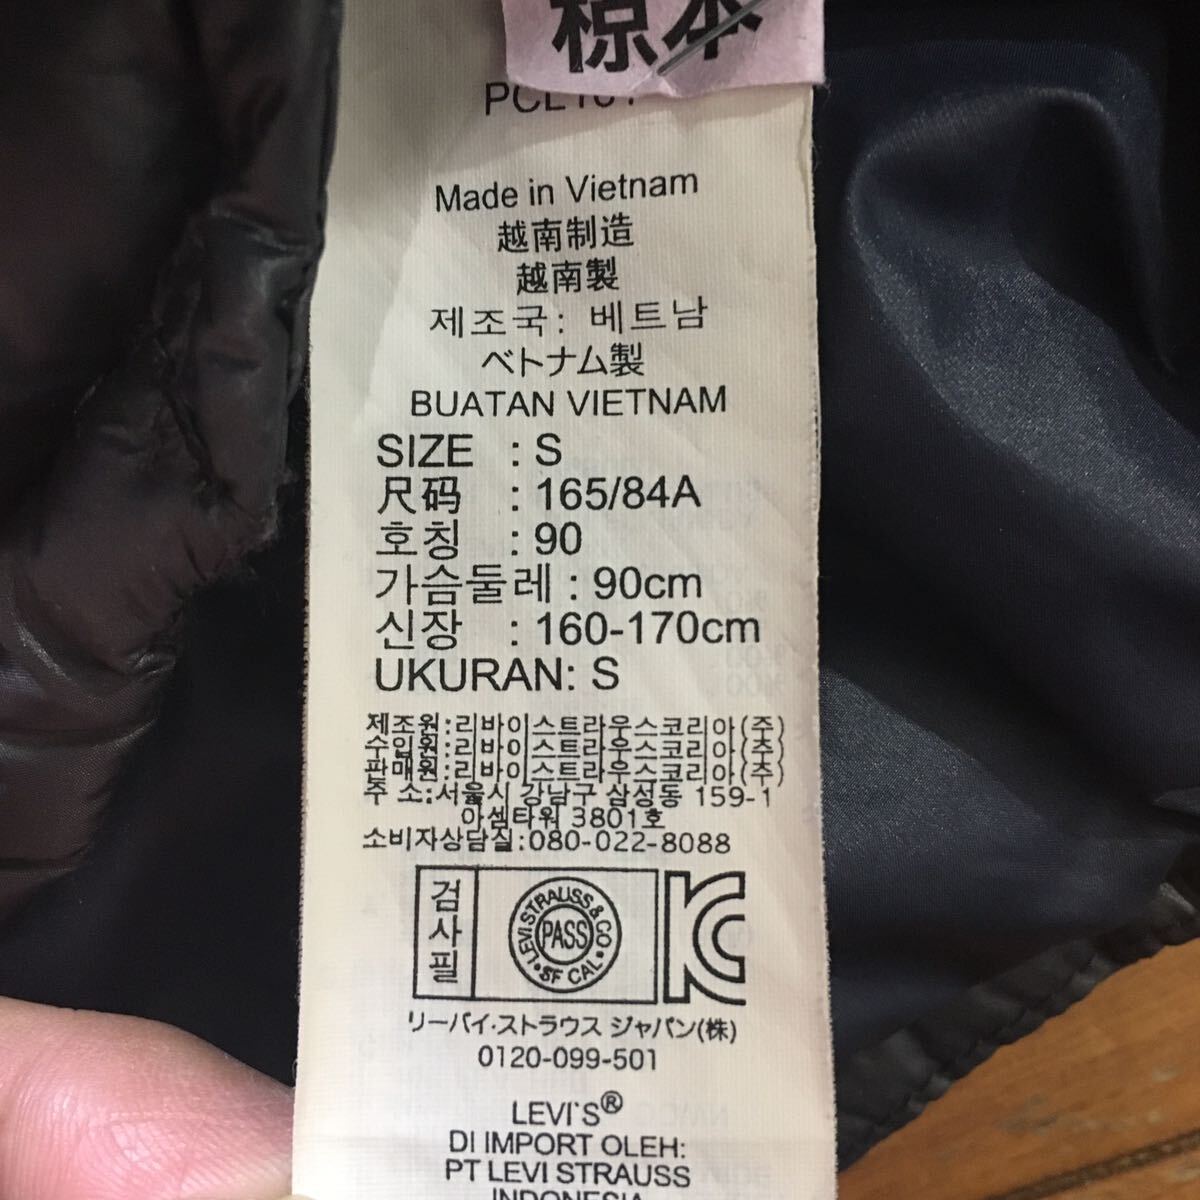 椋本
Made in Vietnam
越南制造
越南製
제조국: 베트남
ベトナム製
BUATAN VIETNAM
SIZE : S
尺码 : 165/84A
호칭 : 90
가슴둘레 : 90cm
신장 : 160-170cm
UKURAN: S
제조원:리바이스트라우스코리아(주)
수입원:리바이스트라우스코리아(주)
판매원:리바이스트라우스코리아(주)
주 소:서울시 강남구 삼성동 159-1
아셈타워 3801호
소비자상담실:080-022-8088
검사필
LEVI STRAUSS & CO
PASS
SF CAL
リーバイ·ストラウス ジャパン(株)
0120-099-501
LEVI'S®
DI IMPORT OLEH:
PT LEVI STRAUSS
INDONESIA